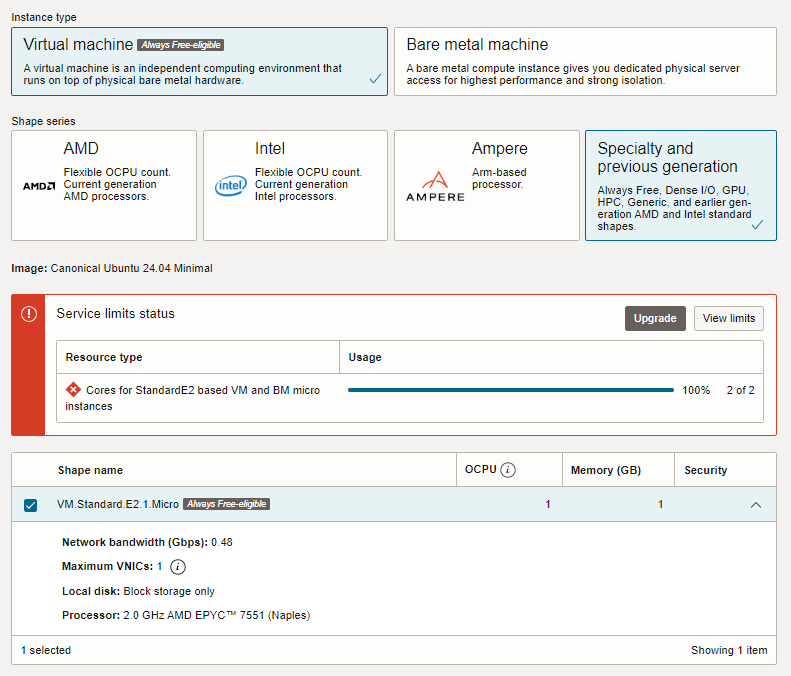 Instance type
Virtual machine Always Free-eligible
A virtual machine is an independent computing environment that
runs on top of physical bare metal hardware.
Bare metal machine
A bare metal compute instance gives you dedicated physical server
access for highest performance and strong isolation.
Shape series
AMD
AMD
Flexible OCPU count.
Current generation
AMD processors.
Intel
intel
Flexible OCPU count.
Current generation
Intel processors.
Ampere
AMPERE
Arm-based
processor.
Specialty and
previous generation
Always Free, Dense I/O, GPU,
HPC, Generic, and earlier gen-
eration AMD and Intel standard
shapes.
Image: Canonical Ubuntu 24.04 Minimal
Service limits status
Upgrade
View limits
Resource type
Usage
Cores for StandardE2 based VM and BM micro
instances
100% 2 of 2
Shape name
OCPU
Memory (GB)
Security
VM.Standard.E2.1.Micro Always Free-eligible
1
1
Network bandwidth (Gbps): 0.48
Maximum VNICs: 1
Local disk: Block storage only
Processor: 2.0 GHz AMD EPYC™ 7551 (Naples)
1 selected
Showing 1 item